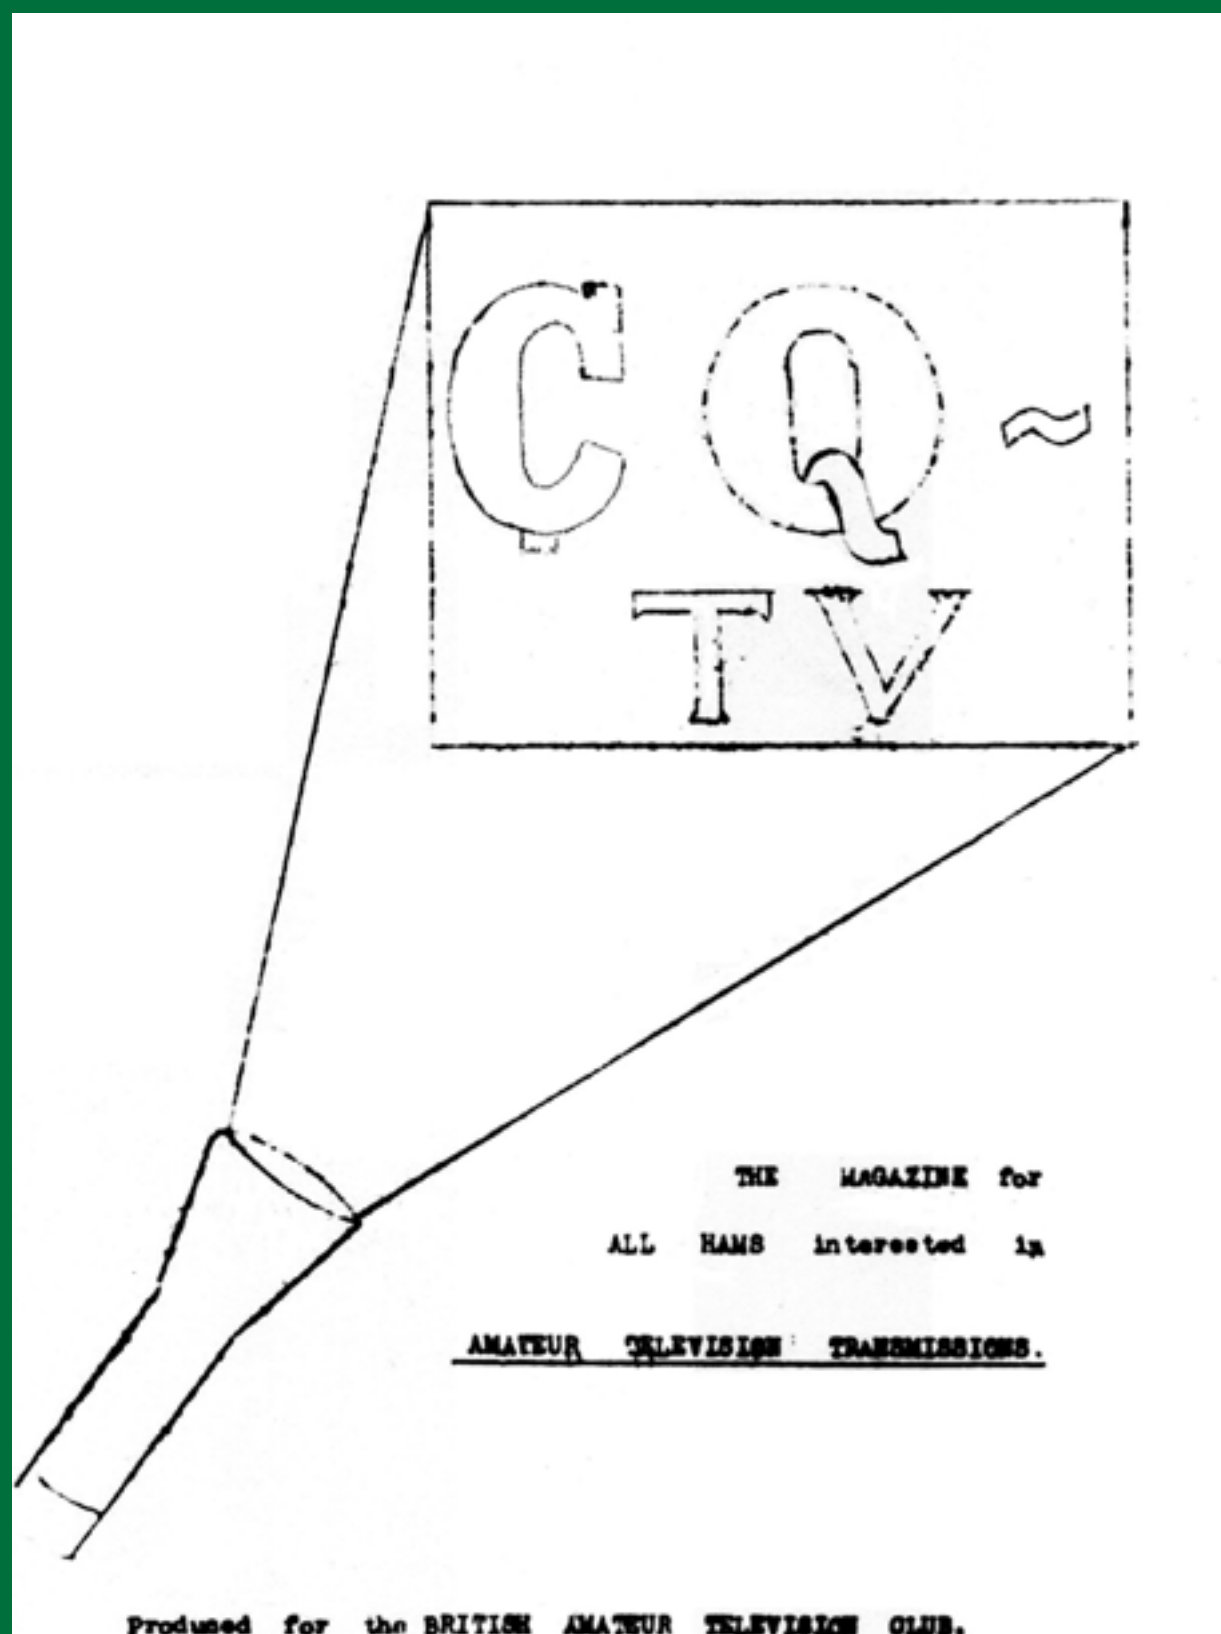 CQ~
TV
THE MAGAZINE for
ALL HAMS interested in
AMATEUR TELEVISION TRANSMISSIONS.
Produced for the BRITISH AMATEUR TELEVISION CLUB.